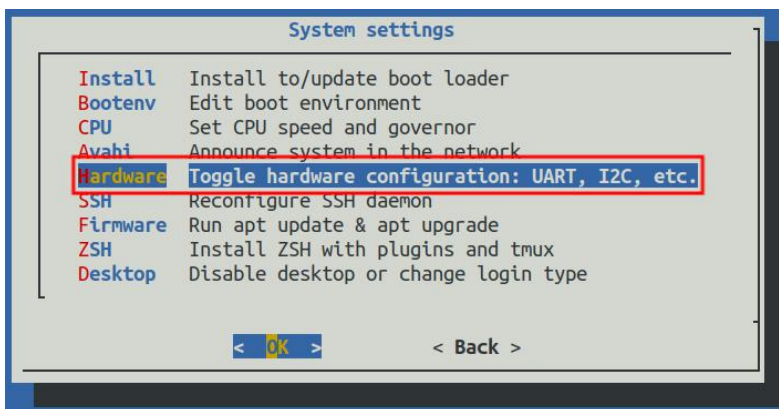 System settings
Install Install to/update boot loader
Bootenv Edit boot environment
CPU Set CPU speed and governor
Avahi Announce system in the network
Hardware Toggle hardware configuration: UART, I2C, etc.
SSH Reconfigure SSH daemon
Firmware Run apt update & apt upgrade
ZSH Install ZSH with plugins and tmux
Desktop Disable desktop or change login type
< OK > < Back >